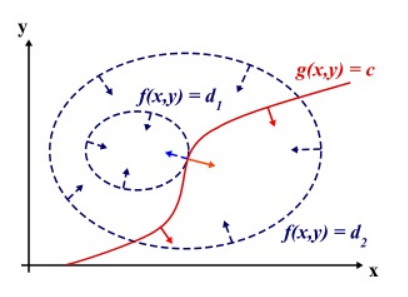 y
g(x,y) = c
f(x,y) = d₁
f(x,y) = d₂
x